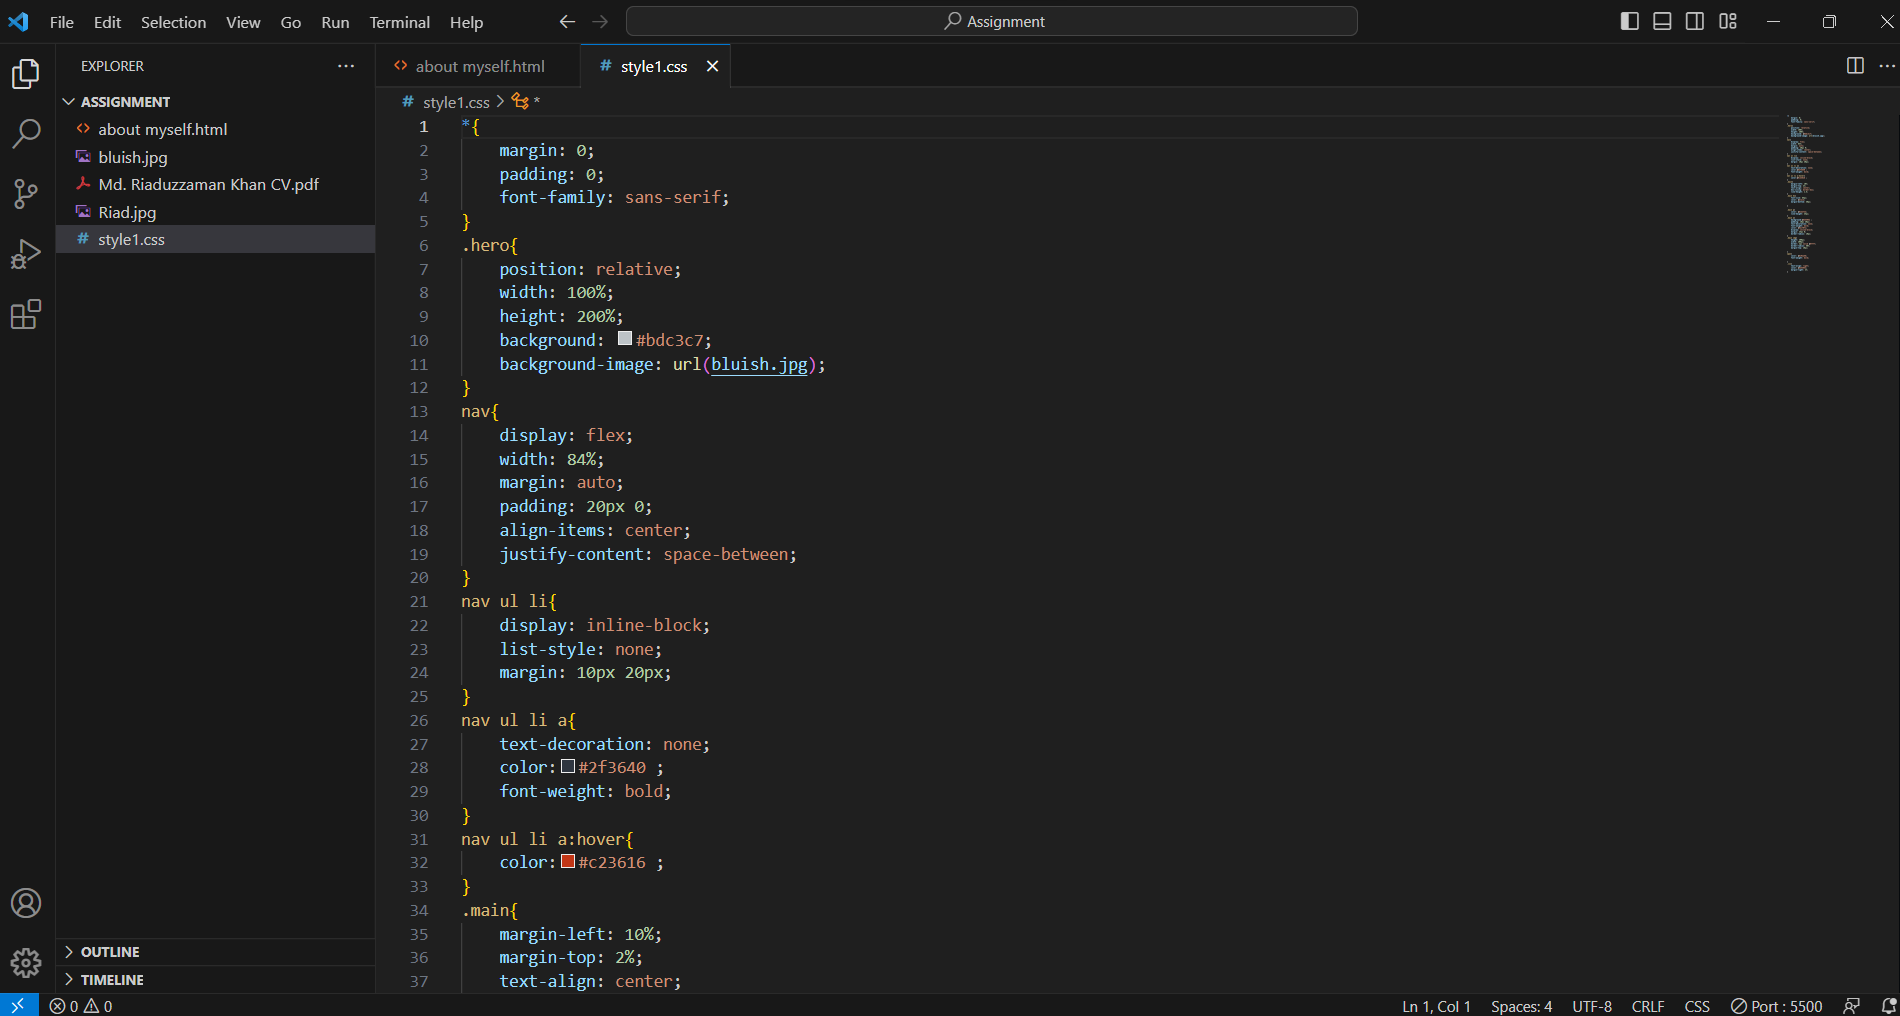 File Edit Selection View Go Run Terminal Help
Assignment
EXPLORER
ASSIGNMENT
about myself.html
bluish.jpg
Md. Riaduzzaman Khan CV.pdf
Riad.jpg
# style1.css
OUTLINE
TIMELINE
about myself.html
# style1.css
# style1.css > *
1 *{
2 margin: 0;
3 padding: 0;
4 font-family: sans-serif;
5 }
6 .hero{
7 position: relative;
8 width: 100%;
9 height: 200%;
10 background: #bdc3c7;
11 background-image: url(bluish.jpg);
12 }
13 nav{
14 display: flex;
15 width: 84%;
16 margin: auto;
17 padding: 20px 0;
18 align-items: center;
19 justify-content: space-between;
20 }
21 nav ul li{
22 display: inline-block;
23 list-style: none;
24 margin: 10px 20px;
25 }
26 nav ul li a{
27 text-decoration: none;
28 color:#2f3640 ;
29 font-weight: bold;
30 }
31 nav ul li a:hover{
32 color:#c23616 ;
33 }
34 .main{
35 margin-left: 10%;
36 margin-top: 2%;
37 text-align: center;
0 0
Ln 1, Col 1 Spaces: 4 UTF-8 CRLF CSS Port : 5500